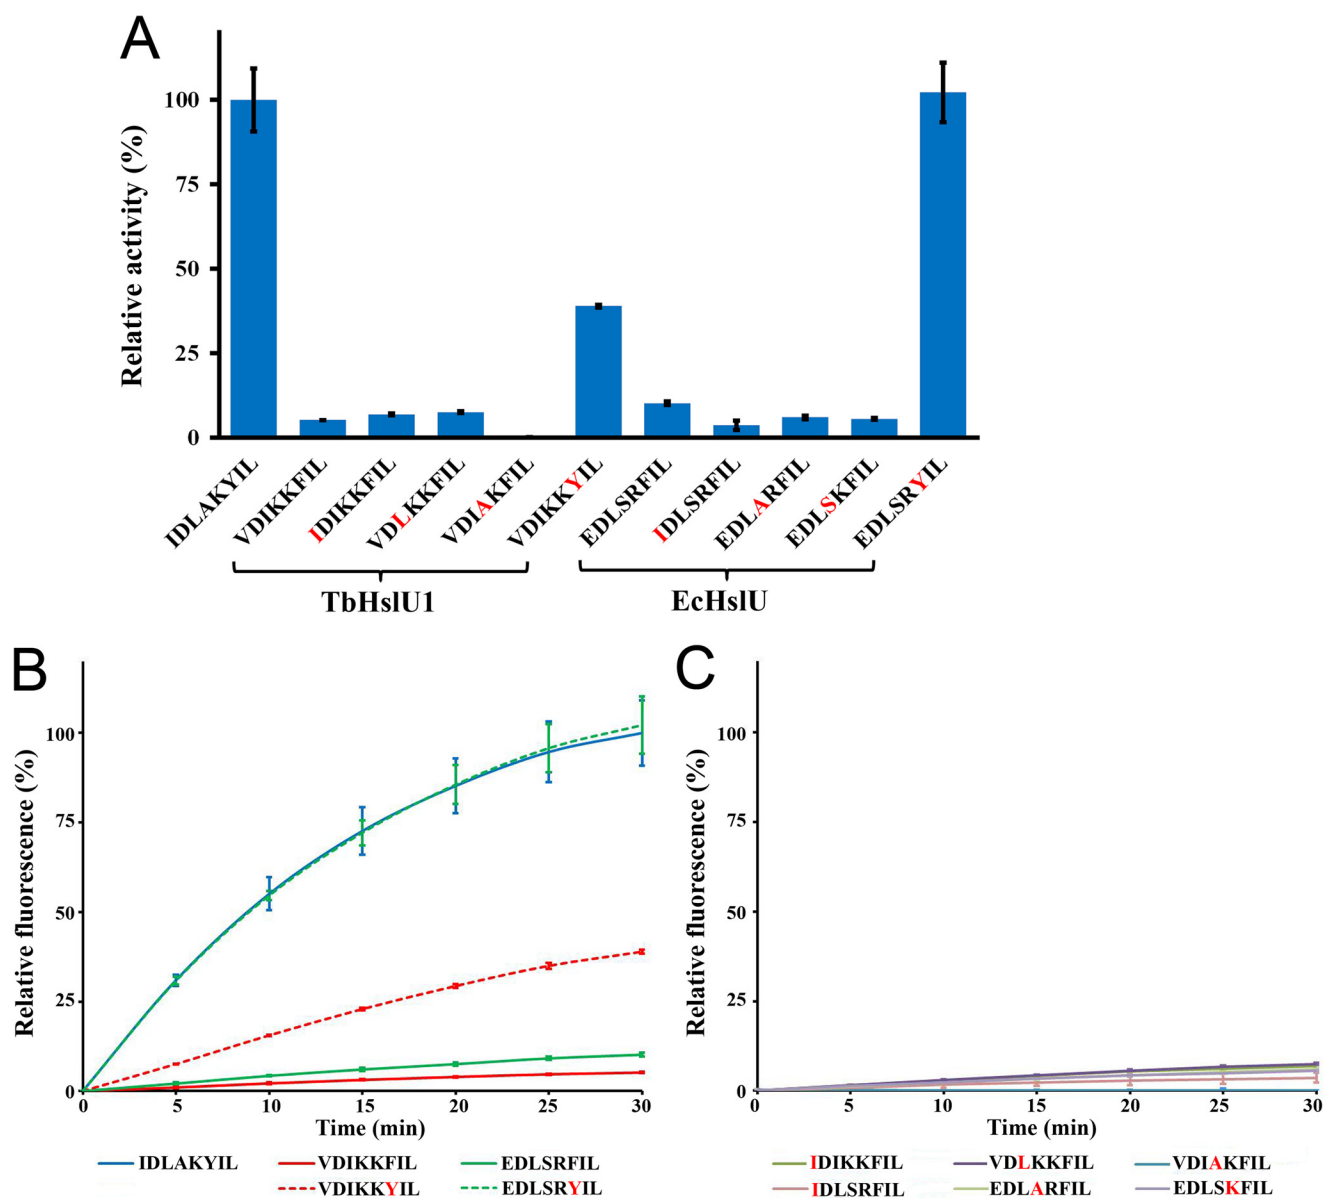 A
Relative activity (%)
100
75
50
25
0
IDLAKYIL
VDIKKFIL
IDIKKFIL
VDLKKFIL
VDIAKFIL
VDIKKYIL
EDLSRFIL
IDLSRFIL
EDLARFIL
EDLSKFIL
EDLSRYIL
TbHslU1
EcHslU
B
Relative fluorescence (%)
100
75
50
25
0
0 5 10 15 20 25 30
Time (min)
IDLAKYIL VDIKKFIL EDLSRFIL
VDIKKYIL EDLSRYIL
C
Relative fluorescence (%)
100
75
50
25
0
0 5 10 15 20 25 30
Time (min)
IDIKKFIL VDLKKFIL VDIAKFIL
IDLSRFIL EDLARFIL EDLSKFIL